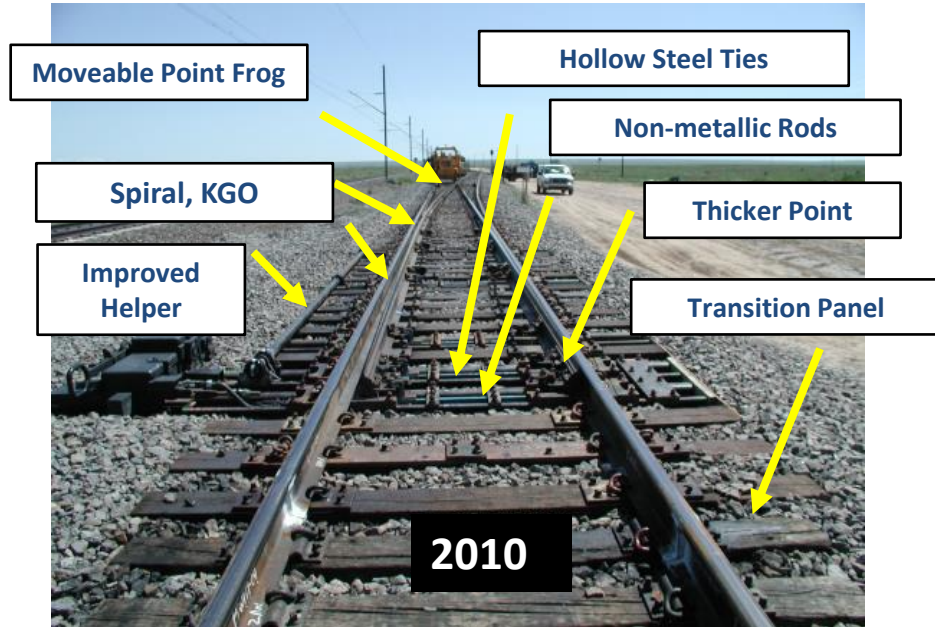 Moveable Point Frog
Hollow Steel Ties
Non-metallic Rods
Spiral, KGO
Thicker Point
Improved
Helper
Transition Panel
2010